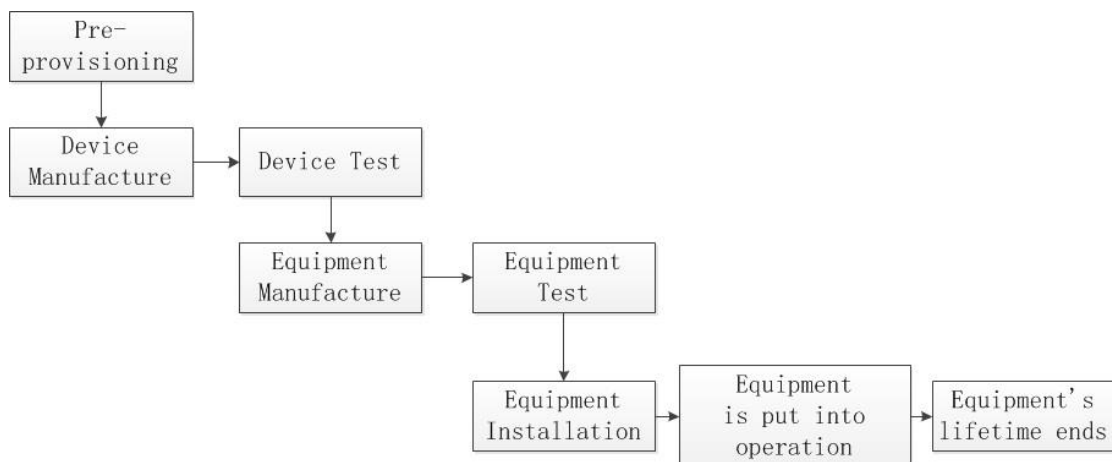 Pre-
provisioning
Device
Manufacture
Device Test
Equipment
Manufacture
Equipment
Test
Equipment
Installation
Equipment
is put into
operation
Equipment's
lifetime ends